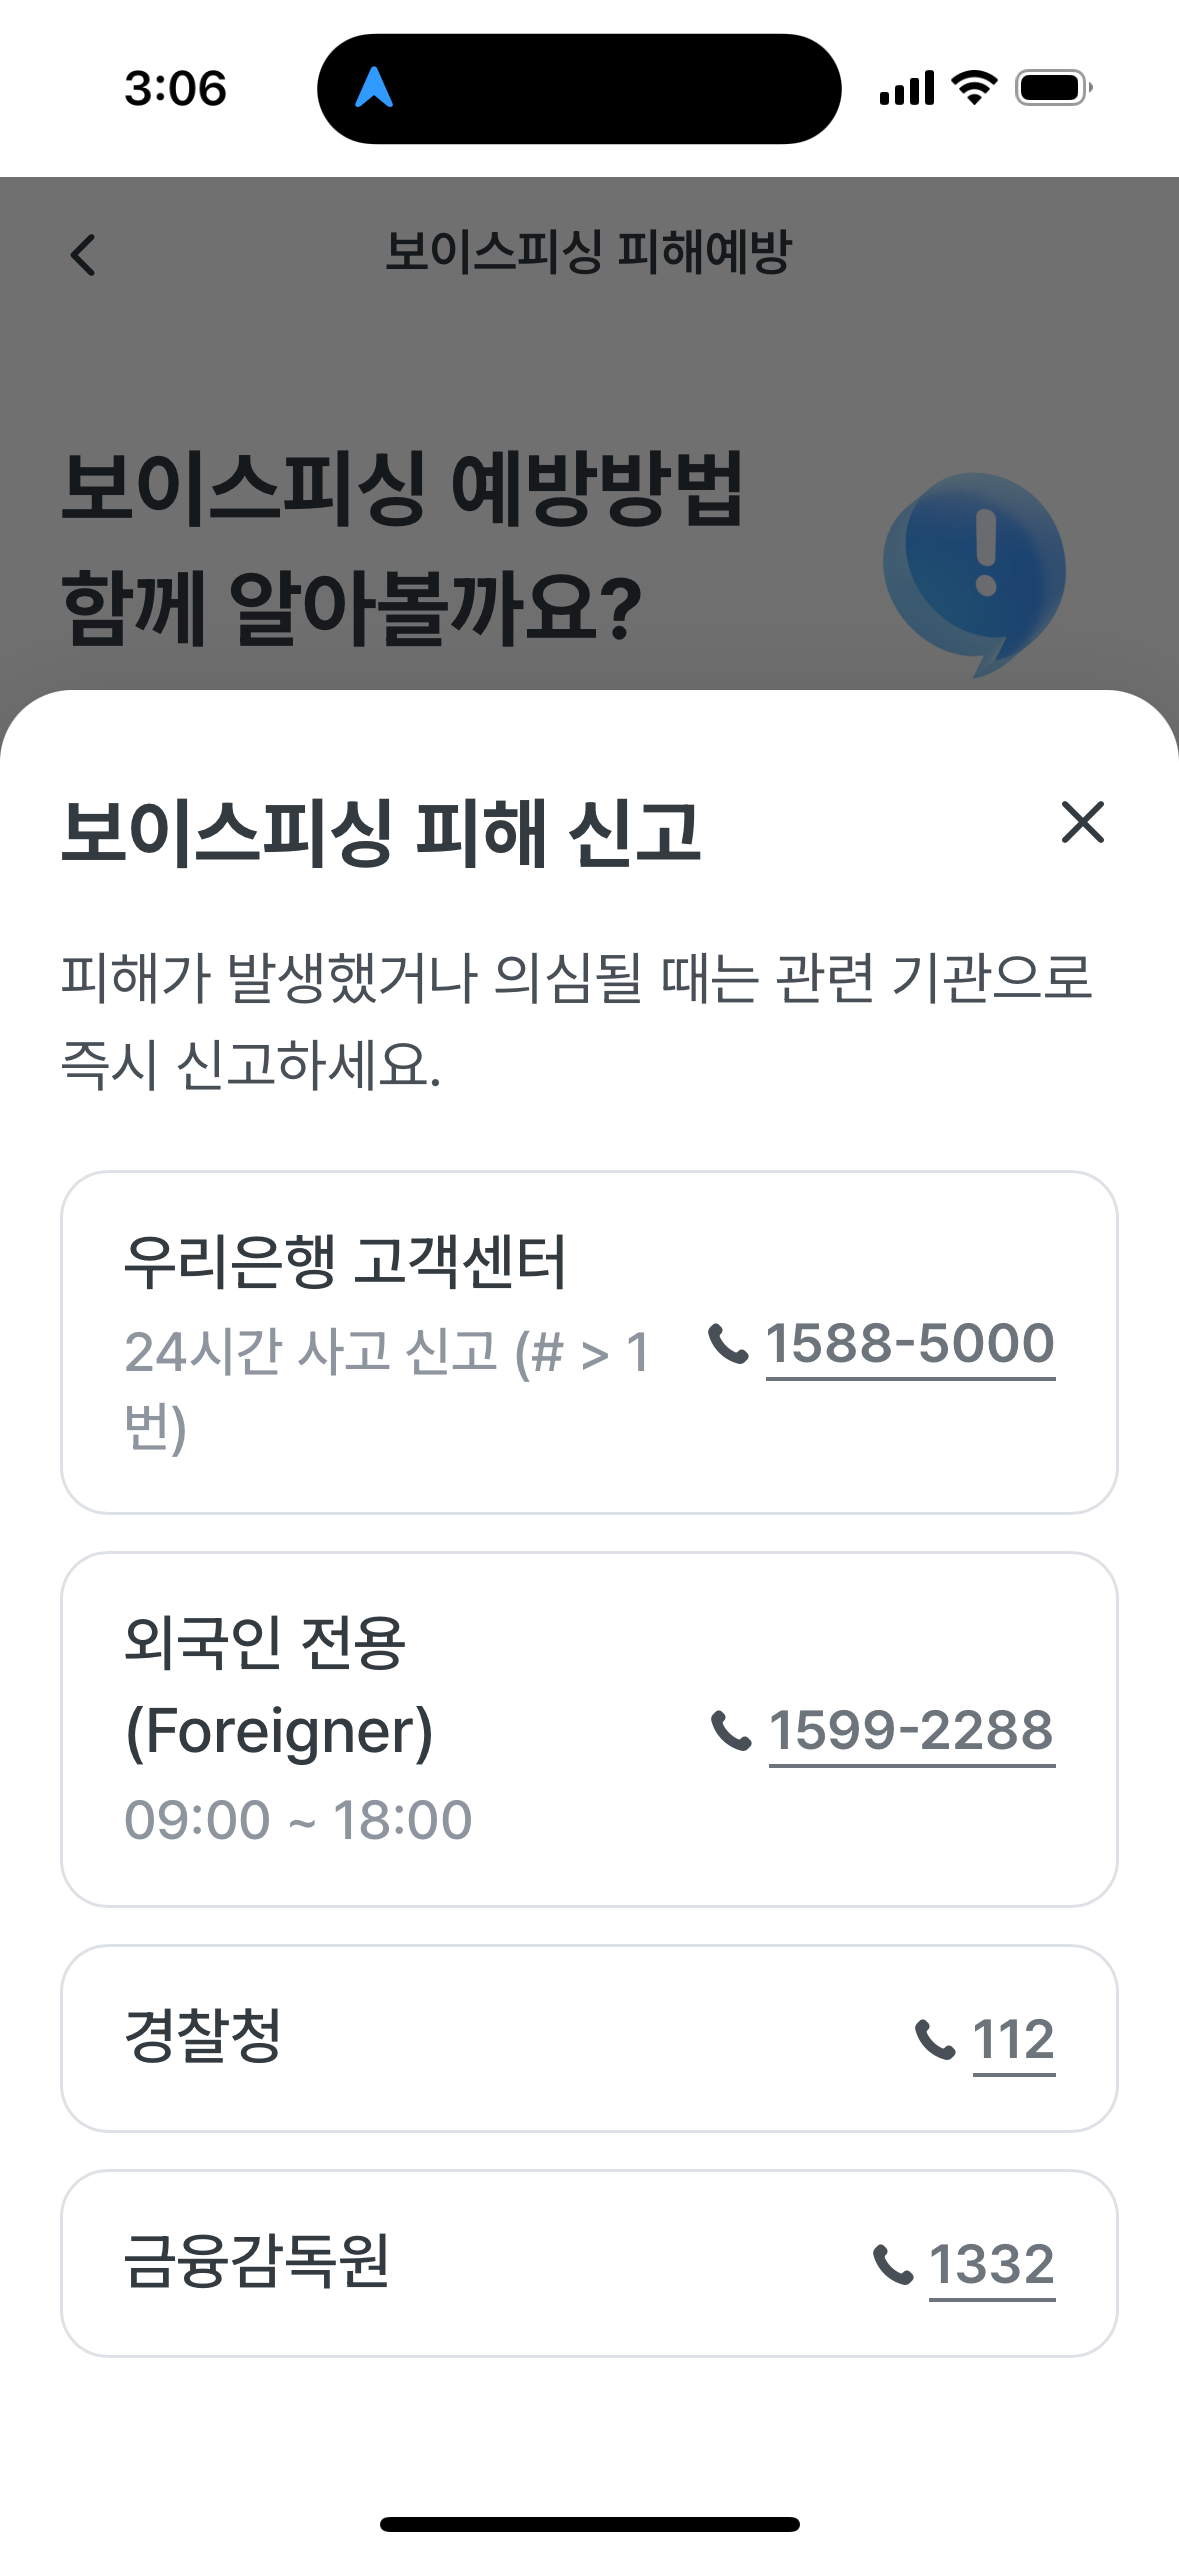 3:06
보이스피싱 피해예방
보이스피싱 예방방법
함께 알아볼까요?
보이스피싱 피해 신고
피해가 발생했거나 의심될 때는 관련 기관으로
즉시 신고하세요.
우리은행 고객센터
24시간 사고 신고 (# > 1
번)
1588-5000
외국인 전용
(Foreigner)
09:00 ~ 18:00
1599-2288
경찰청
112
금융감독원
1332